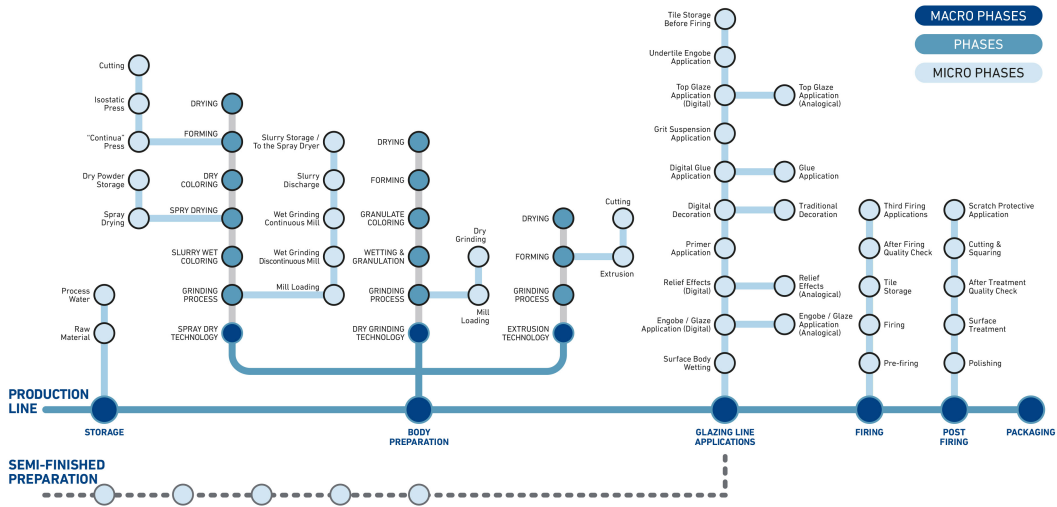 MACRO PHASES
PHASES
MICRO PHASES
Cutting
Isostatic
Press
"Continua"
Press
Dry Powder
Storage
Spray
Drying
Process
Water
Raw
Material
DRYING
FORMING
DRY
COLORING
SPRY DRYING
SLURRY WET
COLORING
GRINDING
PROCESS
SPRAY DRY
TECHNOLOGY
Slurry Storage /
To the Spray Dryer
Slurry
Discharge
Wet Grinding
Continuous Mill
Wet Grinding
Discontinuous Mill
Mill Loading
DRYING
FORMING
GRANULATE
COLORING
WETTING &
GRANULATION
GRINDING
PROCESS
DRY GRINDING
TECHNOLOGY
Dry
Grinding
Mill
Loading
DRYING
FORMING
GRINDING
PROCESS
EXTRUSION
TECHNOLOGY
Cutting
Extrusion
Tile Storage
Before Firing
Undertile Engobe
Application
Top Glaze
Application
(Digital)
Top Glaze
Application
(Analogical)
Grit Suspension
Application
Digital Glue
Application
Glue
Application
Digital
Decoration
Traditional
Decoration
Primer
Application
Relief Effects
(Digital)
Relief
Effects
(Analogical)
Engobe / Glaze
Application (Digital)
Engobe / Glaze
Application
(Analogical)
Surface Body
Wetting
Third Firing
Applications
After Firing
Quality Check
Tile
Storage
Firing
Pre-firing
Scratch Protective
Application
Cutting &
Squaring
After Treatment
Quality Check
Surface
Treatment
Polishing
PRODUCTION
LINE
STORAGE
BODY
PREPARATION
GLAZING LINE
APPLICATIONS
FIRING
POST
FIRING
PACKAGING
SEMI-FINISHED
PREPARATION